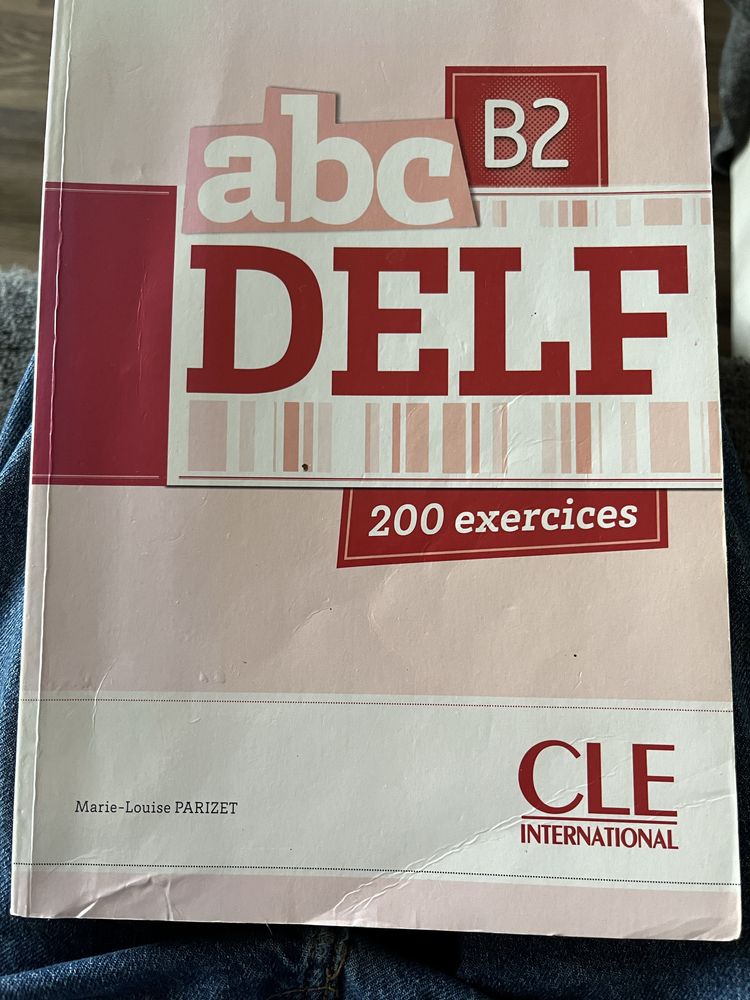 abc
B2
DELF
200 exercices
Marie-Louise PARIZET
CLE
INTERNATIONAL